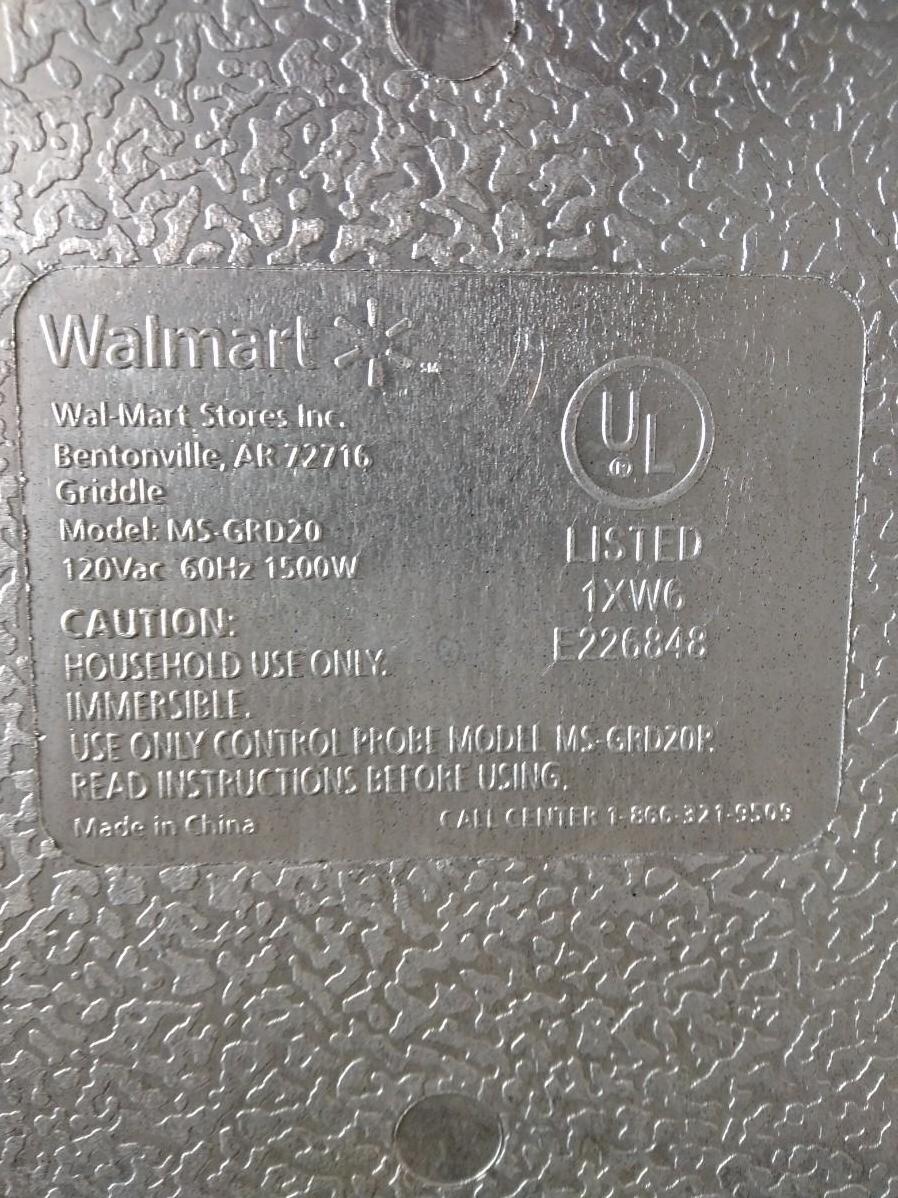 Walmart
SM
Wal-Mart Stores Inc.
Bentonville, AR 72716
Griddle
Model: MS-GRD20
120Vac 60Hz 1500W
UL
®
LISTED
1XW6
E226848
CAUTION:
HOUSEHOLD USE ONLY.
IMMERSIBLE.
USE ONLY CONTROL PROBE MODEL MS-GRD20P.
READ INSTRUCTIONS BEFORE USING.
Made in China
CALL CENTER 1-866-321-9509